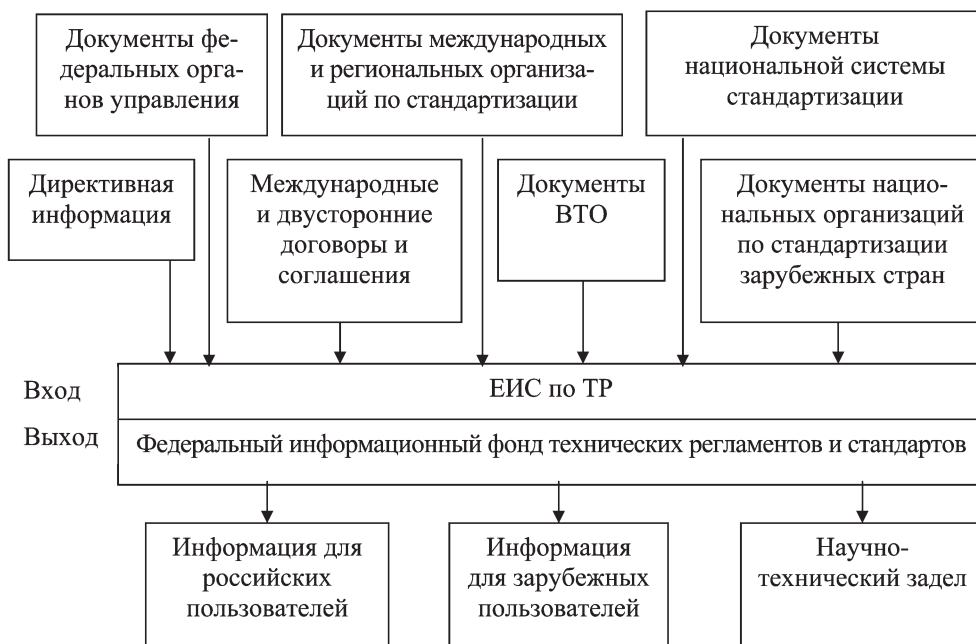 Документы фе-
деральных орга-
нов управления
Документы международных
и региональных организа-
ций по стандартизации
Документы
национальной системы
стандартизации
Директивная
информация
Международные
и двусторонние
договоры и
соглашения
Документы
ВТО
Документы нацио-
нальных организаций
по стандартизации
зарубежных стран
Вход
ЕИС по ТР
Выход
Федеральный информационный фонд технических регламентов и стандартов
Информация для
российских
пользователей
Информация
для зарубежных
пользователей
Научно-
технический задел